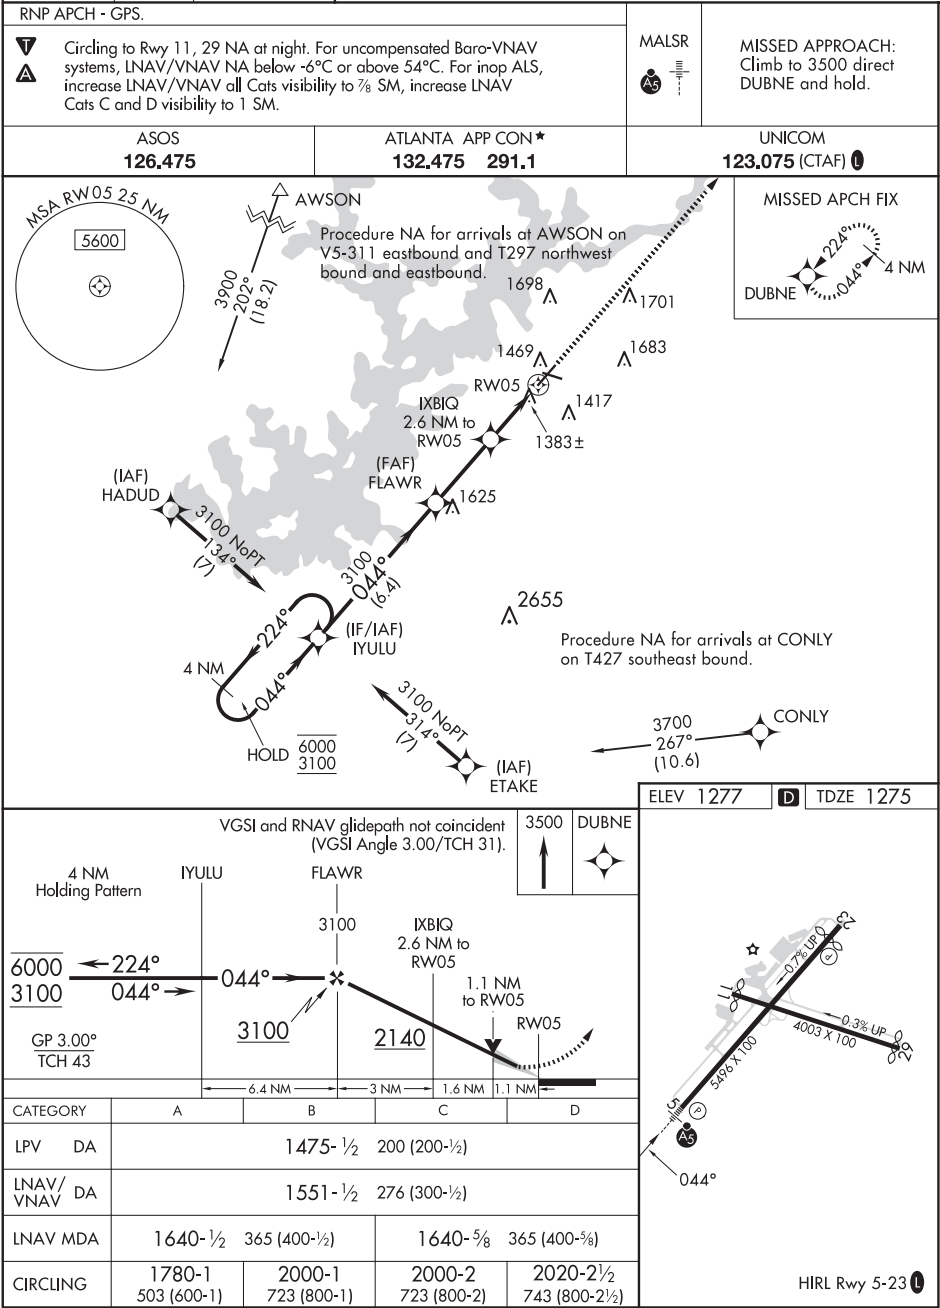 RNP APCH - GPS.
T
A
Circling to Rwy 11, 29 NA at night. For uncompensated Baro-VNAV
systems, LNAV/VNAV NA below -6°C or above 54°C. For inop ALS,
increase LNAV/VNAV all Cats visibility to ⅞ SM, increase LNAV
Cats C and D visibility to 1 SM.
MALSR
A5
MISSED APPROACH:
Climb to 3500 direct
DUBNE and hold.
ASOS
126.475
ATLANTA APP CON★
132.475 291.1
UNICOM
123.075 (CTAF) L
MSA RW05 25 NM
5600
AWSON
3900
202°
(18.2)
Procedure NA for arrivals at AWSON on
V5-311 eastbound and T297 northwest
bound and eastbound.
MISSED APCH FIX
224°
044°
4 NM
DUBNE
1698
1701
1469
1683
RW05
1417
1383±
IXBIQ
2.6 NM to
RW05
(FAF)
FLAWR
1625
(IAF)
HADUD
3100 NoPT
134°
(7)
3100
044°
(6.4)
2655
(IF/IAF)
IYULU
224°
044°
4 NM
HOLD
6000
3100
Procedure NA for arrivals at CONLY
on T427 southeast bound.
3100 NoPT
314°
(7)
(IAF)
ETAKE
CONLY
3700
267°
(10.6)
ELEV 1277
D
TDZE 1275
VGSI and RNAV glidepath not coincident
(VGSI Angle 3.00/TCH 31).
3500
DUBNE
4 NM
Holding Pattern
IYULU
FLAWR
3100
IXBIQ
2.6 NM to
RW05
1.1 NM
to RW05
RW05
6000
3100
224°
044°
044°
3100
2140
GP 3.00°
TCH 43
6.4 NM
3 NM
1.6 NM
1.1 NM
23
0.7% UP
P
11
0.3% UP
4003 X 100
29
5496 X 100
5
P
A5
044°
HIRL Rwy 5-23 L
CATEGORY A B C D
LPV DA 1475-½ 200 (200-½)
LNAV/
VNAV DA 1551-½ 276 (300-½)
LNAV MDA 1640-½ 365 (400-½) 1640-⅝ 365 (400-⅝)
CIRCLING 1780-1 2000-1 2000-2 2020-2½
503 (600-1) 723 (800-1) 723 (800-2) 743 (800-2½)